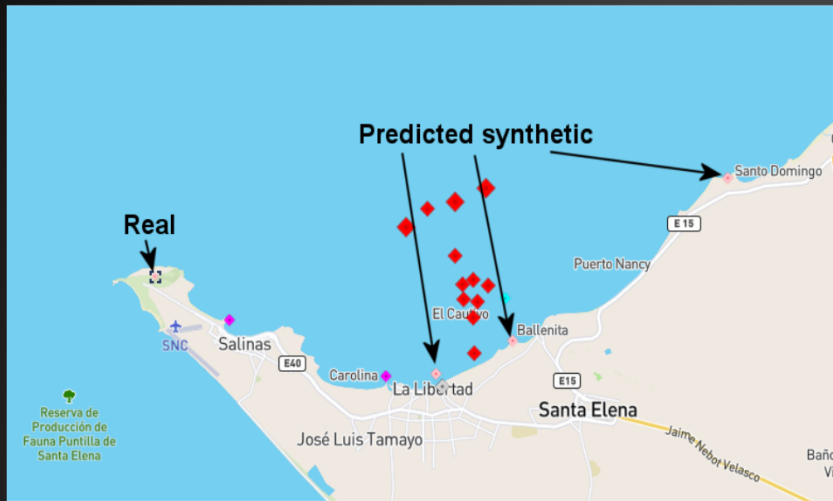 Predicted synthetic
Santo Domingo
Real
E 15
Puerto Nancy
El Cautivo
Ballenita
SNC
Salinas
E40
Carolina
La Libertad
E15
Reserva de
Producción de
Fauna Puntilla de
Santa Elena
Santa Elena
José Luis Tamayo
Jaime Nebot Velasco